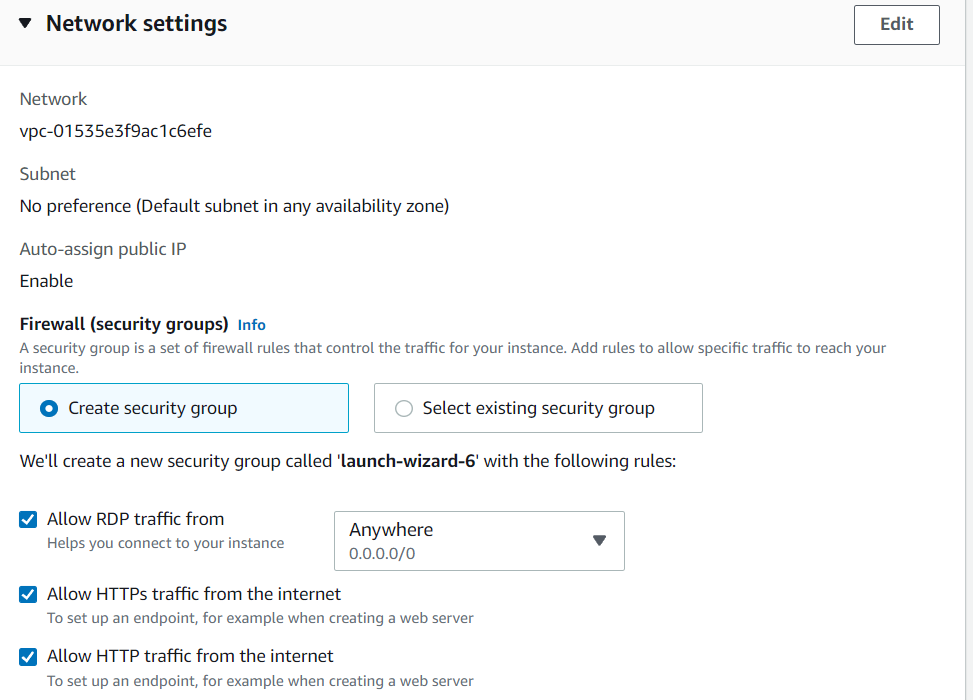 Network settings
Edit
Network
vpc-01535e3f9ac1c6efe
Subnet
No preference (Default subnet in any availability zone)
Auto-assign public IP
Enable
Firewall (security groups) Info
A security group is a set of firewall rules that control the traffic for your instance. Add rules to allow specific traffic to reach your
instance.
Create security group
Select existing security group
We'll create a new security group called 'launch-wizard-6' with the following rules:
Allow RDP traffic from
Helps you connect to your instance
Anywhere
0.0.0.0/0
Allow HTTPs traffic from the internet
To set up an endpoint, for example when creating a web server
Allow HTTP traffic from the internet
To set up an endpoint, for example when creating a web server